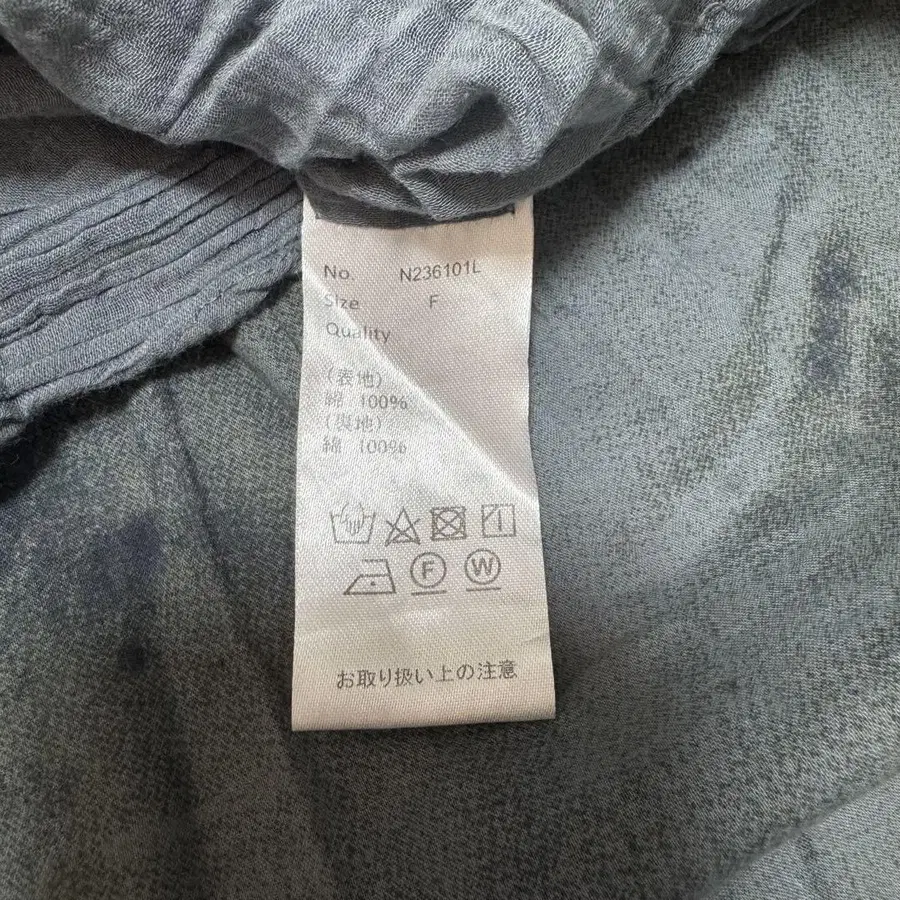 No. N236101L
Size F
Quality
(表地)
綿 100%
(裏地)
綿 100%
F W
お取り扱い上の注意